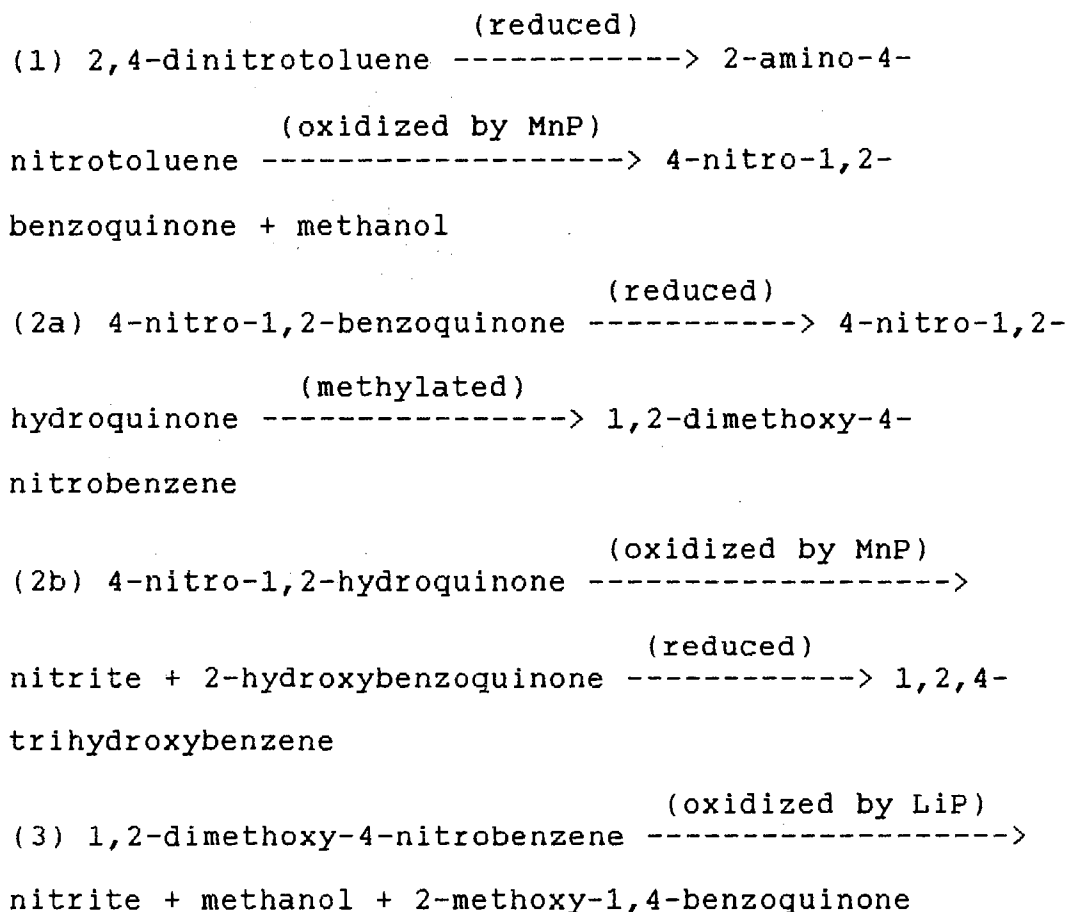 (reduced)
(1) 2,4-dinitrotoluene ------------> 2-amino-4-
(oxidized by MnP)
nitrotoluene -------------------> 4-nitro-1,2-
benzoquinone + methanol
(reduced)
(2a) 4-nitro-1,2-benzoquinone -----------> 4-nitro-1,2-
(methylated)
hydroquinone ----------------> 1,2-dimethoxy-4-
nitrobenzene
(oxidized by MnP)
(2b) 4-nitro-1,2-hydroquinone ------------------->
(reduced)
nitrite + 2-hydroxybenzoquinone ------------> 1,2,4-
trihydroxybenzene
(oxidized by LiP)
(3) 1,2-dimethoxy-4-nitrobenzene ------------------->
nitrite + methanol + 2-methoxy-1,4-benzoquinone